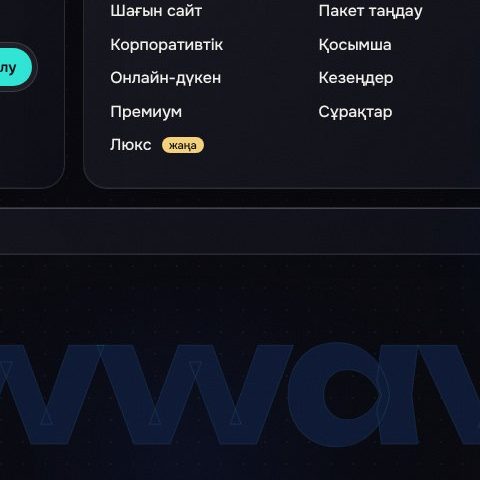 Шағын сайт
Корпоративтік
Онлайн-дүкен
Премиум
Люкс жаңа
Пакет таңдау
Қосымша
Кезеңдер
Сұрақтар